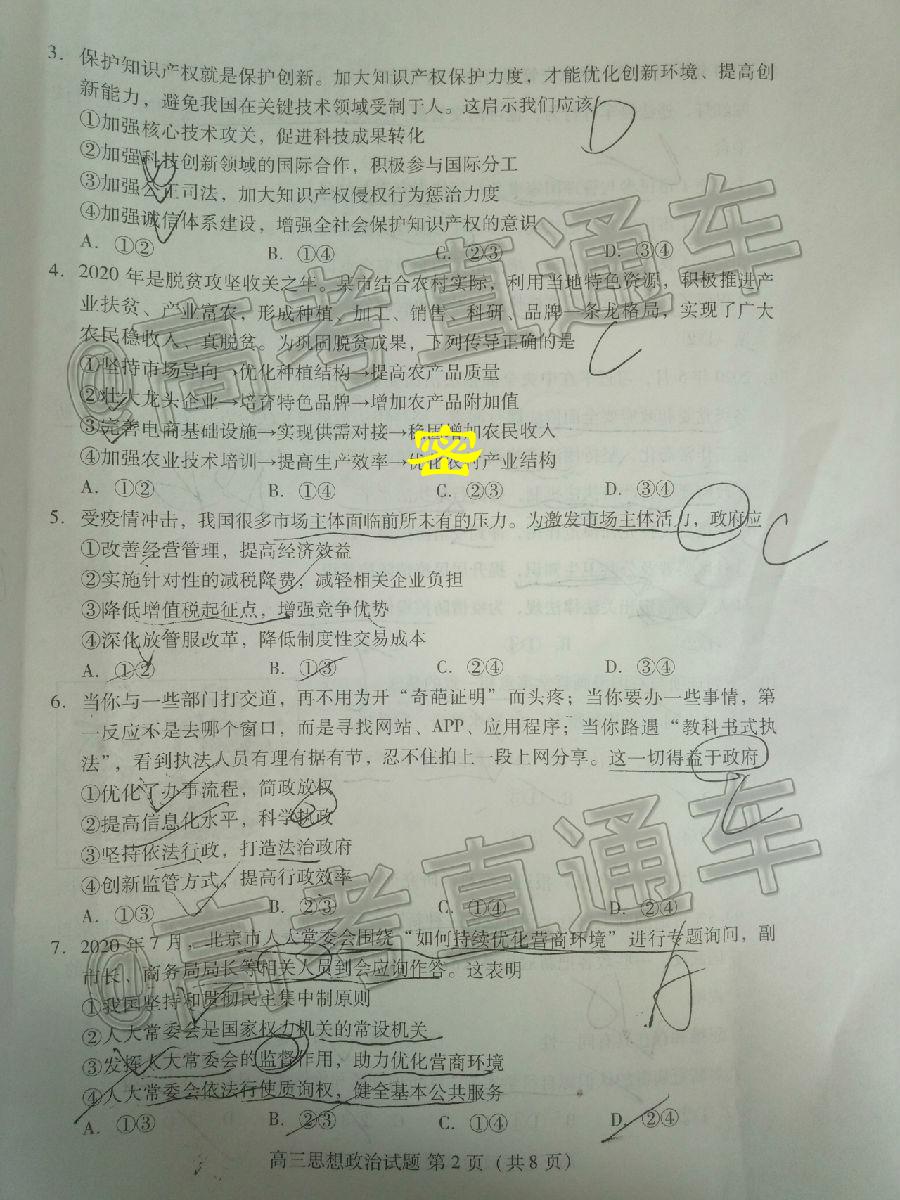 3. 保护知识产权就是保护创新。加大知识产权保护力度，才能优化创新环境、提高创
新能力，避免我国在关键技术领域受制于人。这启示我们应该 D
①加强核心技术攻关，促进科技成果转化
②加强科技创新领域的国际合作，积极参与国际分工
③加强公正司法，加大知识产权侵权行为惩治力度
④加强诚信体系建设，增强全社会保护知识产权的意识
A. ①② B. ①④ C. ②③ D. ③④
4. 2020 年是脱贫攻坚收关之年。某市结合农村实际，利用当地特色资源，积极推进产
业扶贫、产业富农，形成种植、加工、销售、科研、品牌一条龙格局，实现了广大
农民稳收入、真脱贫。为巩固脱贫成果，下列传导正确的是 C
①坚持市场导向→优化种植结构→提高农产品质量
②壮大龙头企业→培育特色品牌→增加农产品附加值
③完善电商基础设施→实现供需对接→稳固增加农民收入
④加强农业技术培训→提高生产效率→优化农村产业结构
密
A. ①② B. ①④ C. ②③ D. ③④
5. 受疫情冲击，我国很多市场主体面临前所未有的压力。为激发市场主体活力，政府应 C
①改善经营管理，提高经济效益
②实施针对性的减税降费，减轻相关企业负担
③降低增值税起征点，增强竞争优势
④深化放管服改革，降低制度性交易成本
A. ①② B. ①③ C. ②④ D. ③④
6. 当你与一些部门打交道，再不用为开“奇葩证明”而头疼；当你要办一些事情，第
一反应不是去哪个窗口，而是寻找网站、APP、应用程序；当你路遇“教科书式执
法”，看到执法人员有理有据有节，忍不住拍上一段上网分享。这一切得益于政府
①优化了办事流程，简政放权
②提高信息化水平，科学执政
③坚持依法行政，打造法治政府
④创新监管方式，提高行政效率
A. ①③ B. ②③ C. ①④ D. ②④
7. 2020 年 7 月，北京市人大常委会围绕“如何持续优化营商环境”进行专题询问，副
市长、商务局局长等相关人员到会应询作答。这表明 A
①我国坚持和贯彻民主集中制原则
②人大常委会是国家权力机关的常设机关
③发挥人大常委会的监督作用，助力优化营商环境
④人大常委会依法行使质询权，健全基本公共服务
A. ①③ B. ②③ C. ①④ D. ②④
高三思想政治试题 第 2 页（共 8 页）
@高考直通车
@高考直通车